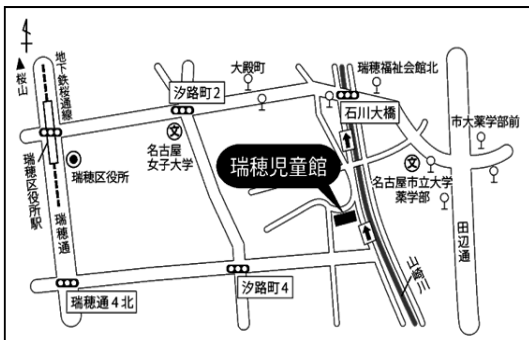 桜山
地下鉄桜通線
汐路町2
大殿町
瑞穂福祉会館北
石川大橋
市大薬学部前
瑞穂区役所駅
瑞穂区役所
名古屋
女子大学
瑞穂児童館
名古屋市立大学
薬学部
瑞穂通
田辺通
山崎川
瑞穂通4北
汐路町4
文
文